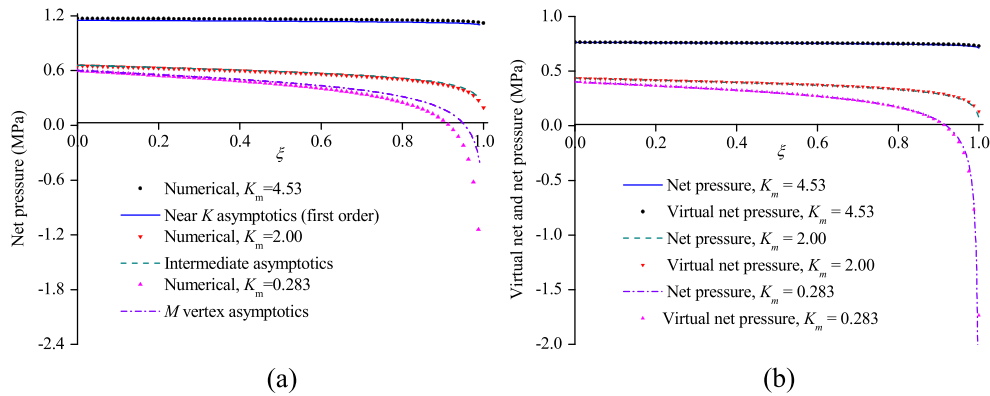 1.2
0.6
0.0
-0.6
-1.2
-1.8
-2.4
Net pressure (MPa)
0.0 0.2 0.4 0.6 0.8 1.0
ξ
Numerical, Km=4.53
Near K asymptotics (first order)
Numerical, Km=2.00
Intermediate asymptotics
Numerical, Km=0.283
M vertex asymptotics
(a)
1.0
0.5
0.0
-0.5
-1.0
-1.5
-2.0
Virtual net and net pressure (MPa)
0.0 0.2 0.4 0.6 0.8 1.0
ξ
Net pressure, Km = 4.53
Virtual net pressure, Km = 4.53
Net pressure, Km = 2.00
Virtual net pressure, Km = 2.00
Net pressure, Km = 0.283
Virtual net pressure, Km = 0.283
(b)